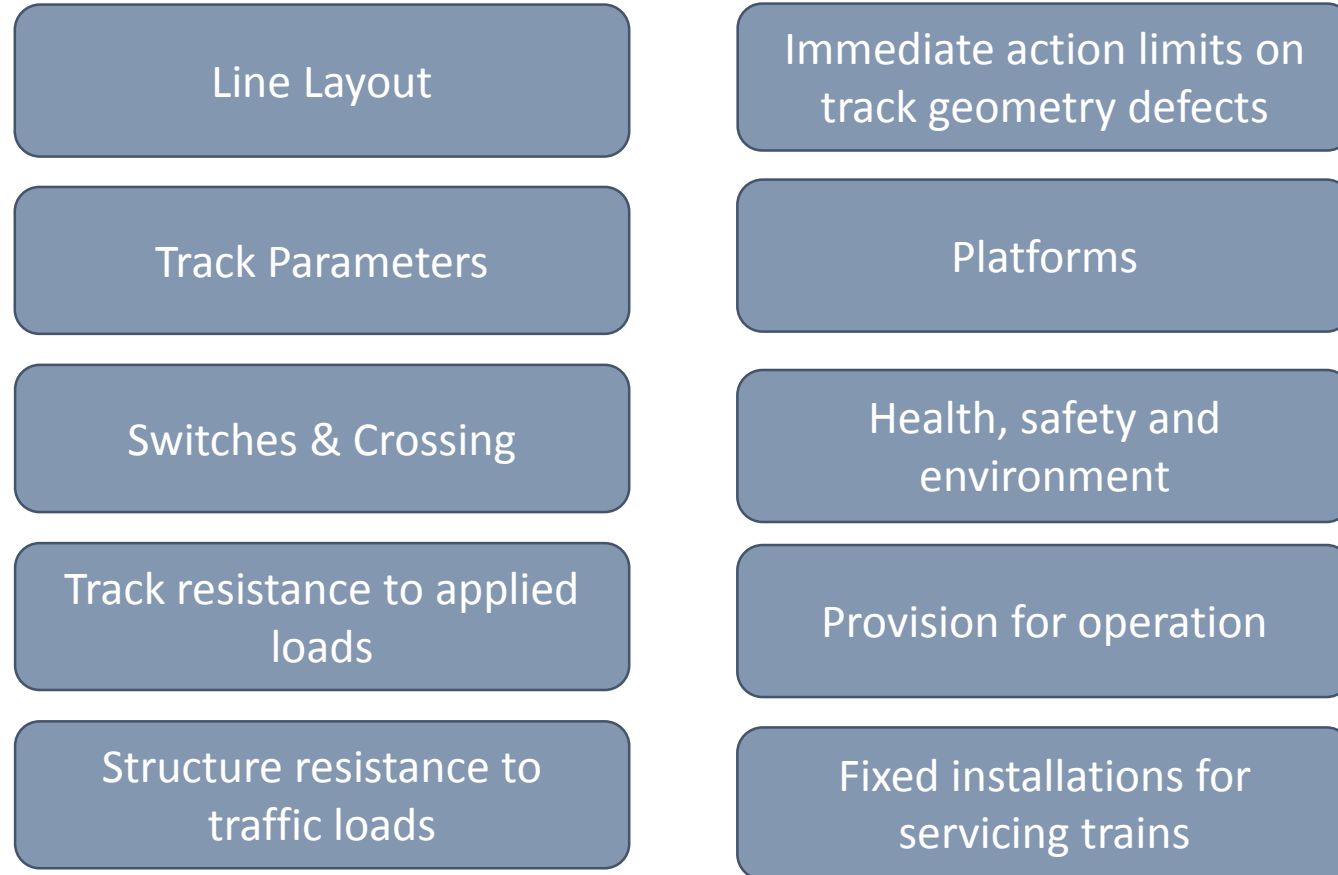 Line Layout
Track Parameters
Switches & Crossing
Track resistance to applied
loads
Structure resistance to
traffic loads
Immediate action limits on
track geometry defects
Platforms
Health, safety and
environment
Provision for operation
Fixed installations for
servicing trains